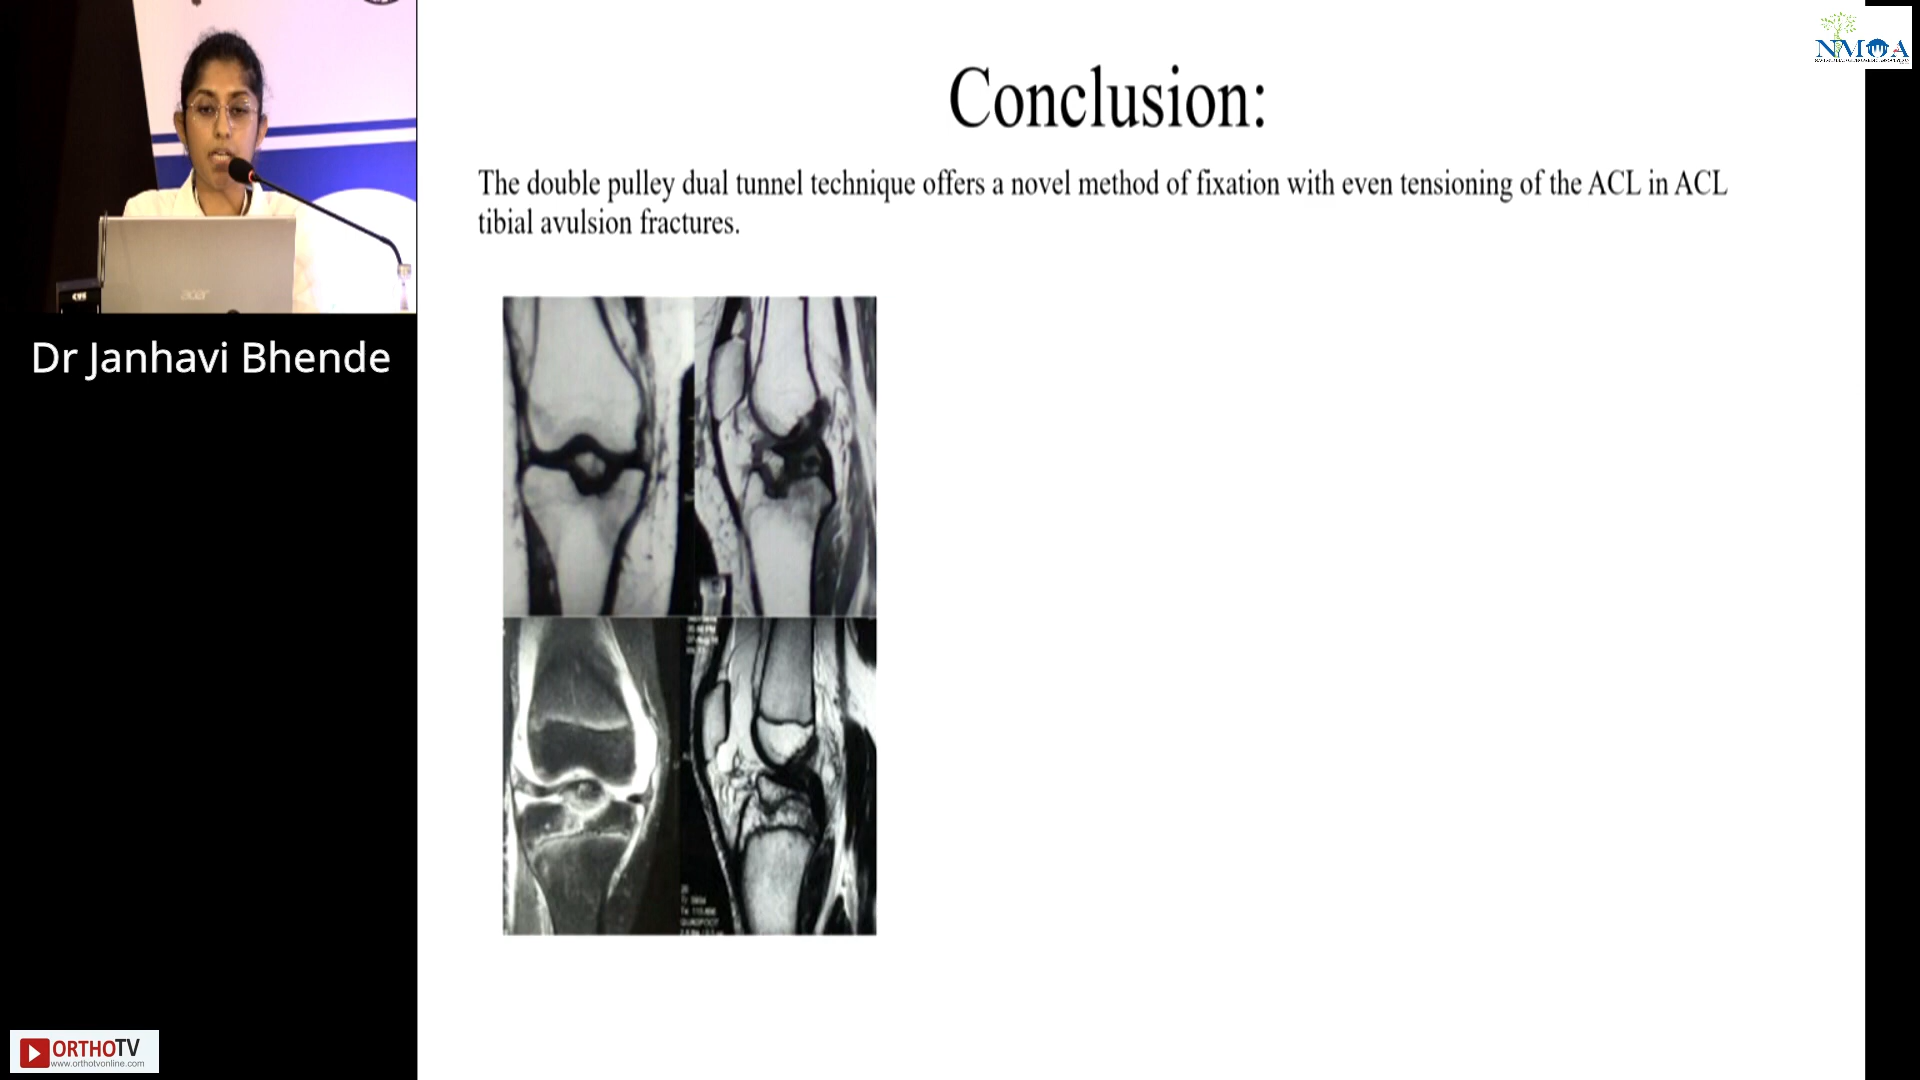 NMOA
Conclusion:
The double pulley dual tunnel technique offers a novel method of fixation with even tensioning of the ACL in ACL
tibial avulsion fractures.
acer
Dr Janhavi Bhende
ORTHOTV
www.orthotvonline.com